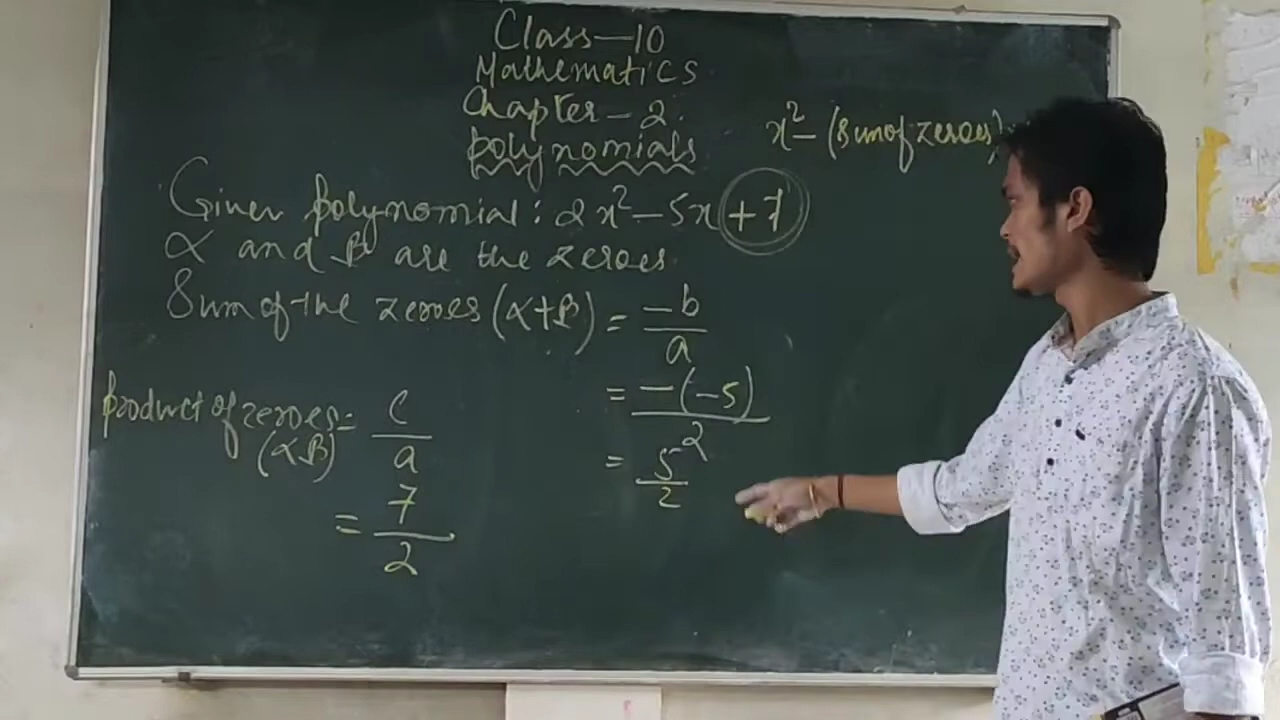 Class-10
Mathematics
Chapter-2.
polynomials
x² - (Sum of zeroes)
Given polynomial: 2x² - 5x + 7
α and β are the zeroes.
Sum of the zeroes (α+β) = -b/a
= -(-5)/2
= 5/2
product of zeroes = c/a
(αβ)
= 7/2